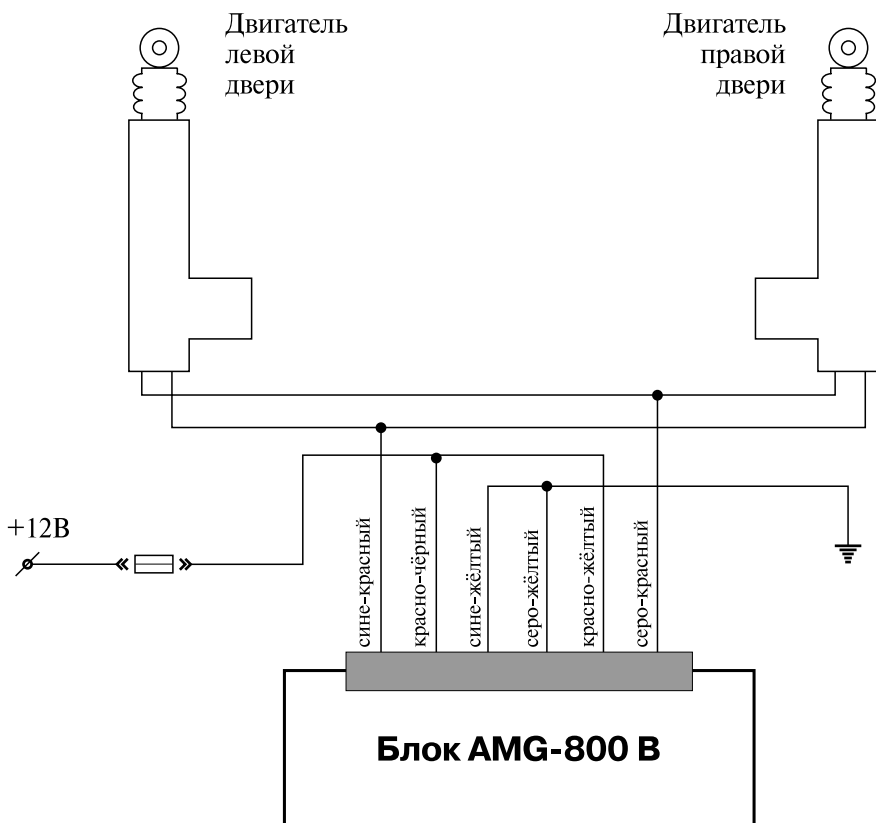 Двигатель
левой
двери
Двигатель
правой
двери
+12В
сине-красный
красно-чёрный
сине-жёлтый
серо-жёлтый
красно-жёлтый
серо-красный
Блок AMG-800 В